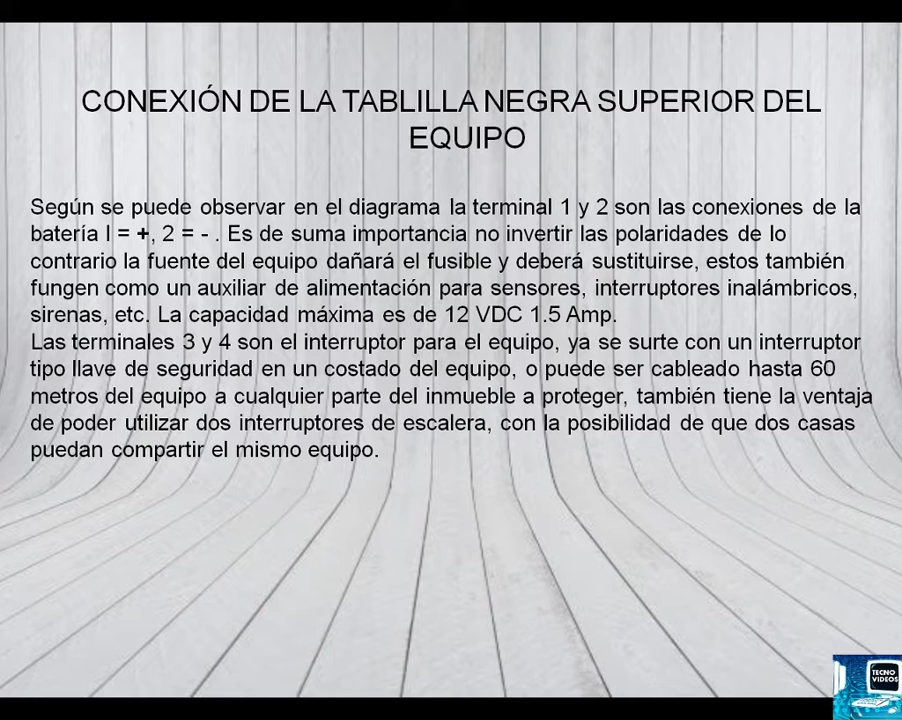 CONEXIÓN DE LA TABLILLA NEGRA SUPERIOR DEL
EQUIPO
Según se puede observar en el diagrama la terminal 1 y 2 son las conexiones de la
batería I = +, 2 = - . Es de suma importancia no invertir las polaridades de lo
contrario la fuente del equipo dañará el fusible y deberá sustituirse, estos también
fungen como un auxiliar de alimentación para sensores, interruptores inalámbricos,
sirenas, etc. La capacidad máxima es de 12 VDC 1.5 Amp.
Las terminales 3 y 4 son el interruptor para el equipo, ya se surte con un interruptor
tipo llave de seguridad en un costado del equipo, o puede ser cableado hasta 60
metros del equipo a cualquier parte del inmueble a proteger, también tiene la ventaja
de poder utilizar dos interruptores de escalera, con la posibilidad de que dos casas
puedan compartir el mismo equipo.
TECNO
VIDEOS